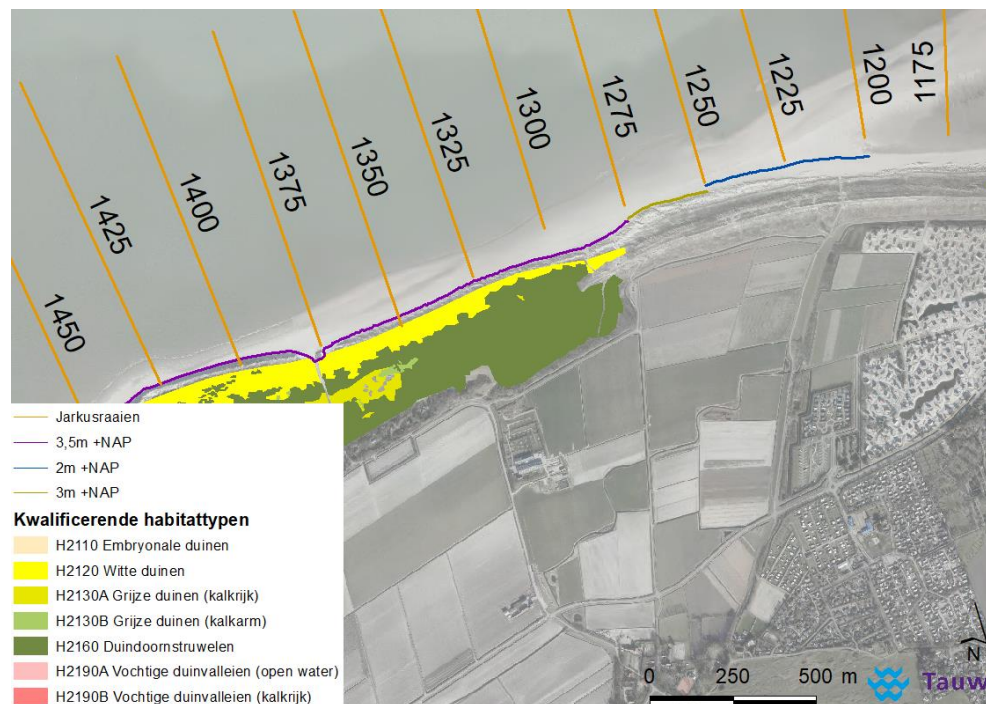 1175
1200
1225
1250
1275
1300
1325
1350
1375
1400
1425
1450
Jarkusraaien
3,5m +NAP
2m +NAP
3m +NAP
Kwalificerende habitattypen
H2110 Embryonale duinen
H2120 Witte duinen
H2130A Grijze duinen (kalkrijk)
H2130B Grijze duinen (kalkarm)
H2160 Duindoornstruwelen
H2190A Vochtige duinvalleien (open water)
H2190B Vochtige duinvalleien (kalkrijk)
N
0 250 500 m
Tauw